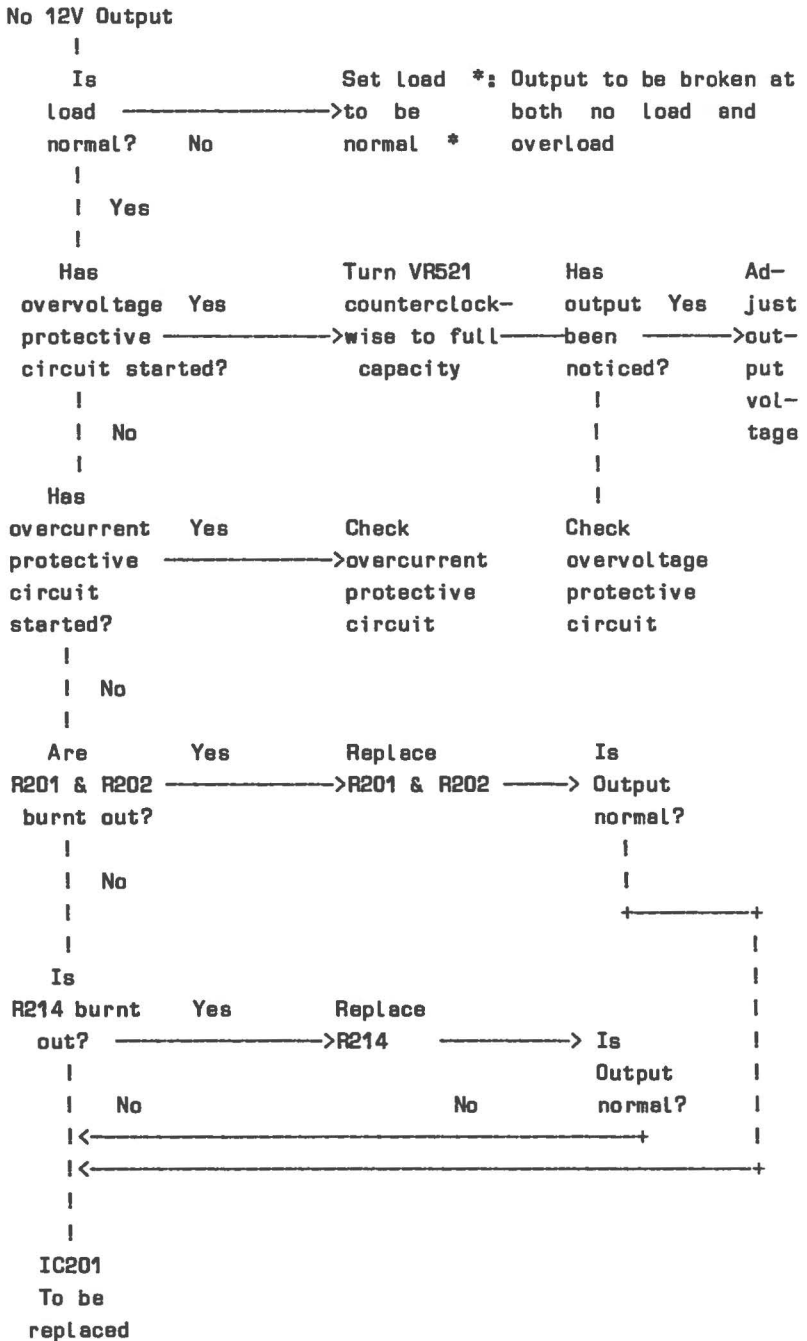 No 12V Output
!
Is Set load *: Output to be broken at
load ----------------->to be both no load and
normal? No normal * overload
!
! Yes
!
Has Turn VR521 Has Ad-
overvoltage Yes counterclock- output Yes just
protective ------------->wise to full-----been ------->out-
circuit started? capacity noticed? put
! ! vol-
! No ! tage
! !
Has !
overcurrent Yes Check Check
protective ------------->overcurrent overvoltage
circuit protective protective
started? circuit circuit
!
! No
!
Are Yes Replace Is
R201 & R202 ------------->R201 & R202 -----> Output
burnt out? normal?
! !
! No !
! +----------+
! !
Is !
R214 burnt Yes Replace !
out? ---------------->R214 ----------> Is !
! Output !
! No No normal? !
!<-------------------------------------------+ !
!<-----------------------------------------------------+
!
!
IC201
To be
replaced